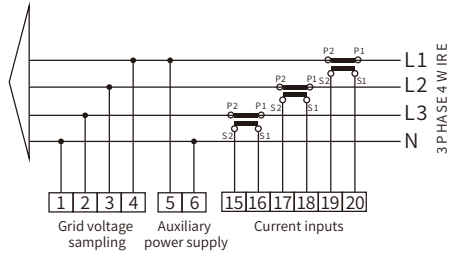 P2 P1
L1
P2 P1 S2 S1
L2
P2 P1 S2 S1
L3
S2 S1
N
3 PHASE 4 WIRE
1 2 3 4 5 6 15 16 17 18 19 20
Grid voltage sampling
Auxiliary power supply
Current inputs